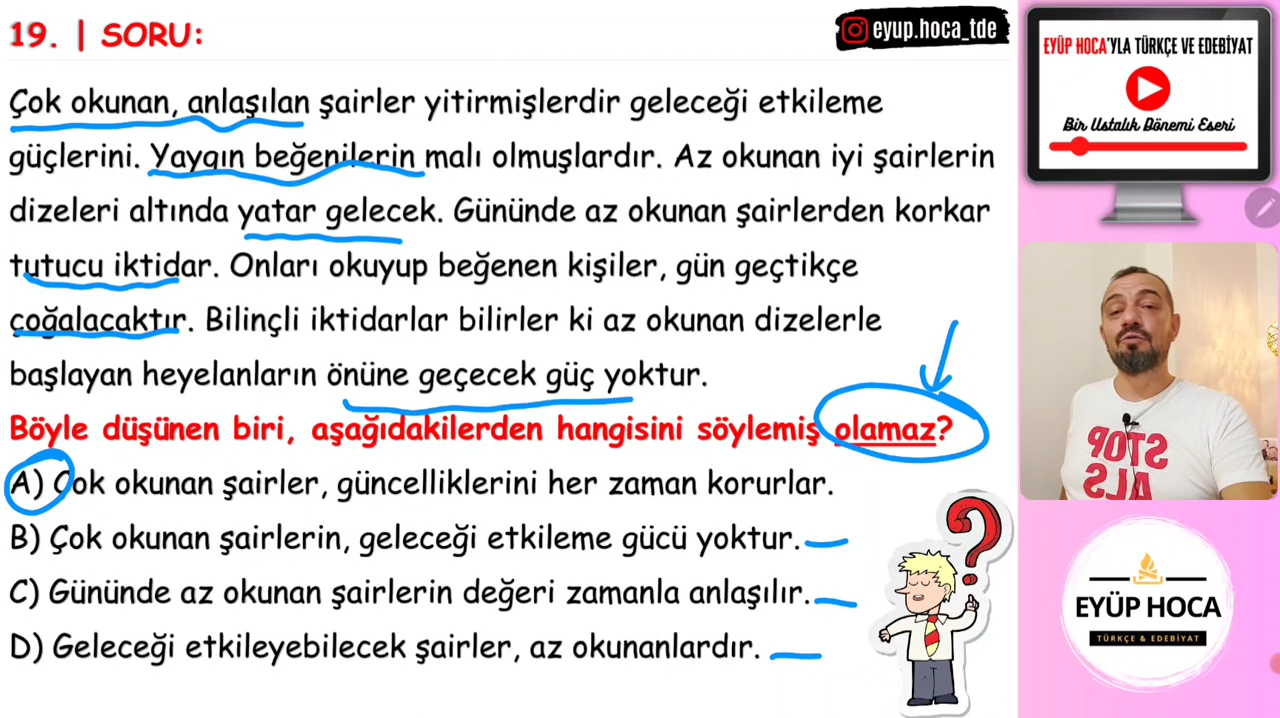 19. | SORU:
eyup.hoca_tde
Çok okunan, anlaşılan şairler yitirmişlerdir geleceği etkileme
güçlerini. Yaygın beğenilerin malı olmuşlardır. Az okunan iyi şairlerin
dizeleri altında yatar gelecek. Gününde az okunan şairlerden korkar
tutucu iktidar. Onları okuyup beğenen kişiler, gün geçtikçe
çoğalacaktır. Bilinçli iktidarlar bilirler ki az okunan dizelerle
başlayan heyelanların önüne geçecek güç yoktur.
Böyle düşünen biri, aşağıdakilerden hangisini söylemiş olamaz?
A) Çok okunan şairler, güncelliklerini her zaman korurlar.
B) Çok okunan şairlerin, geleceği etkileme gücü yoktur.
C) Gününde az okunan şairlerin değeri zamanla anlaşılır.
D) Geleceği etkileyebilecek şairler, az okunanlardır.
EYÜP HOCA'YLA TÜRKÇE VE EDEBİYAT
Bir Ustalık Dönemi Eseri
STOP
ALS
EYÜP HOCA
TÜRKÇE & EDEBİYAT